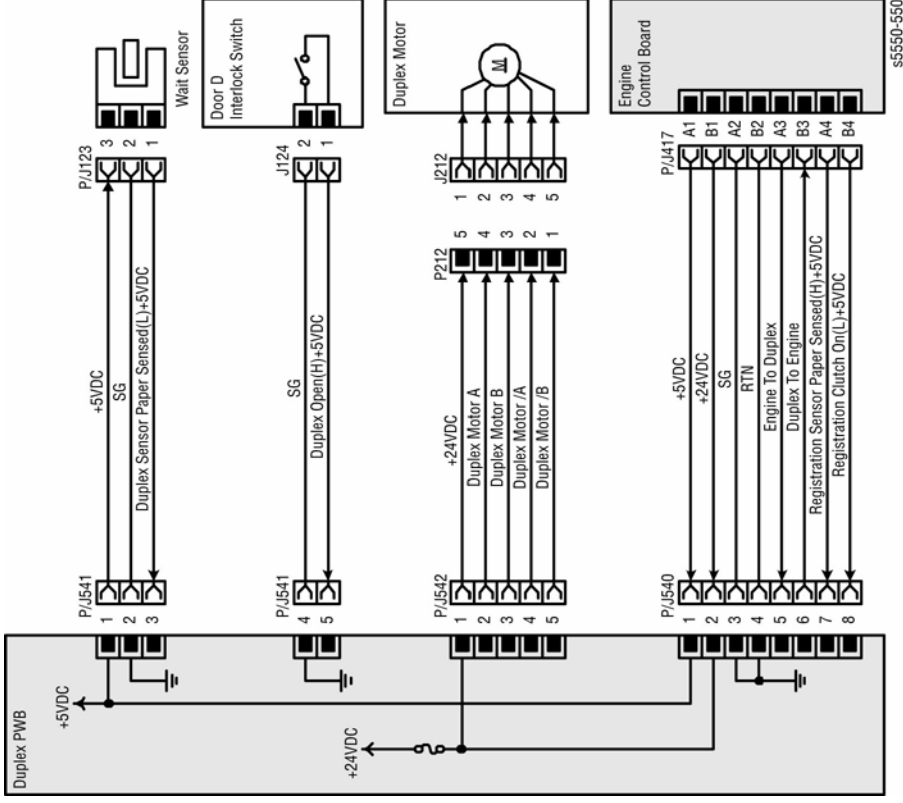 Duplex PWB
+5VDC
+24VDC
P/J541
1
2
3
+5VDC
SG
Duplex Sensor Paper Sensed(L)+5VDC
P/J123
3
2
1
Wait Sensor
P/J541
4
5
SG
Duplex Open(H)+5VDC
J124
2
1
Door D
Interlock Switch
P/J542
1
2
3
4
5
+24VDC
Duplex Motor A
Duplex Motor B
Duplex Motor /A
Duplex Motor /B
P212
5
4
3
2
1
J212
1
2
3
4
5
Duplex Motor
M
P/J540
1
2
3
4
5
6
7
8
+5VDC
+24VDC
SG
RTN
Engine To Duplex
Duplex To Engine
Registration Sensor Paper Sensed(H)+5VDC
Registration Clutch On(L)+5VDC
P/J417
A1
B1
A2
B2
A3
B3
A4
B4
Engine
Control Board
s5550-550